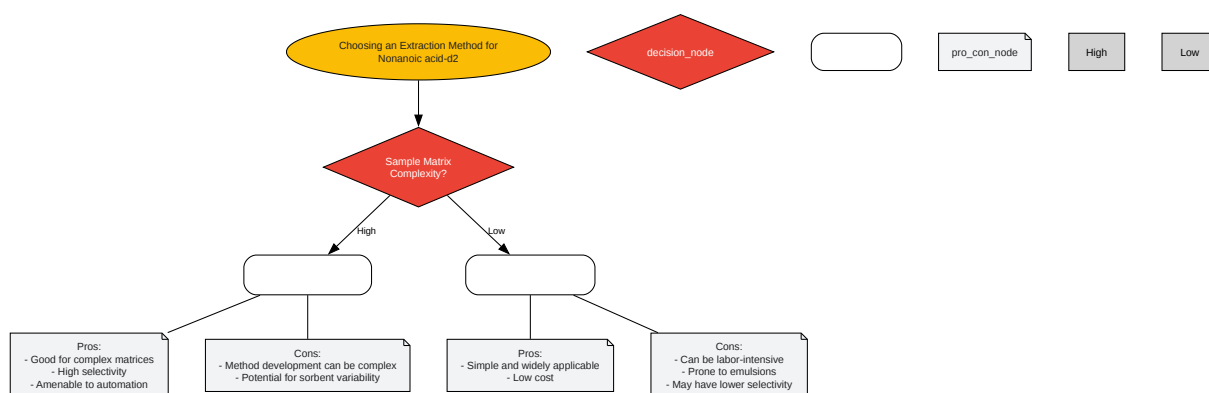 Choosing an Extraction Method for
Nonanoic acid-d2
decision_node
pro_con_node
High
Low
Sample Matrix
Complexity?
High
Low
Pros:
- Good for complex matrices
- High selectivity
- Amenable to automation
Cons:
- Method development can be complex
- Potential for sorbent variability
Pros:
- Simple and widely applicable
- Low cost
Cons:
- Can be labor-intensive
- Prone to emulsions
- May have lower selectivity